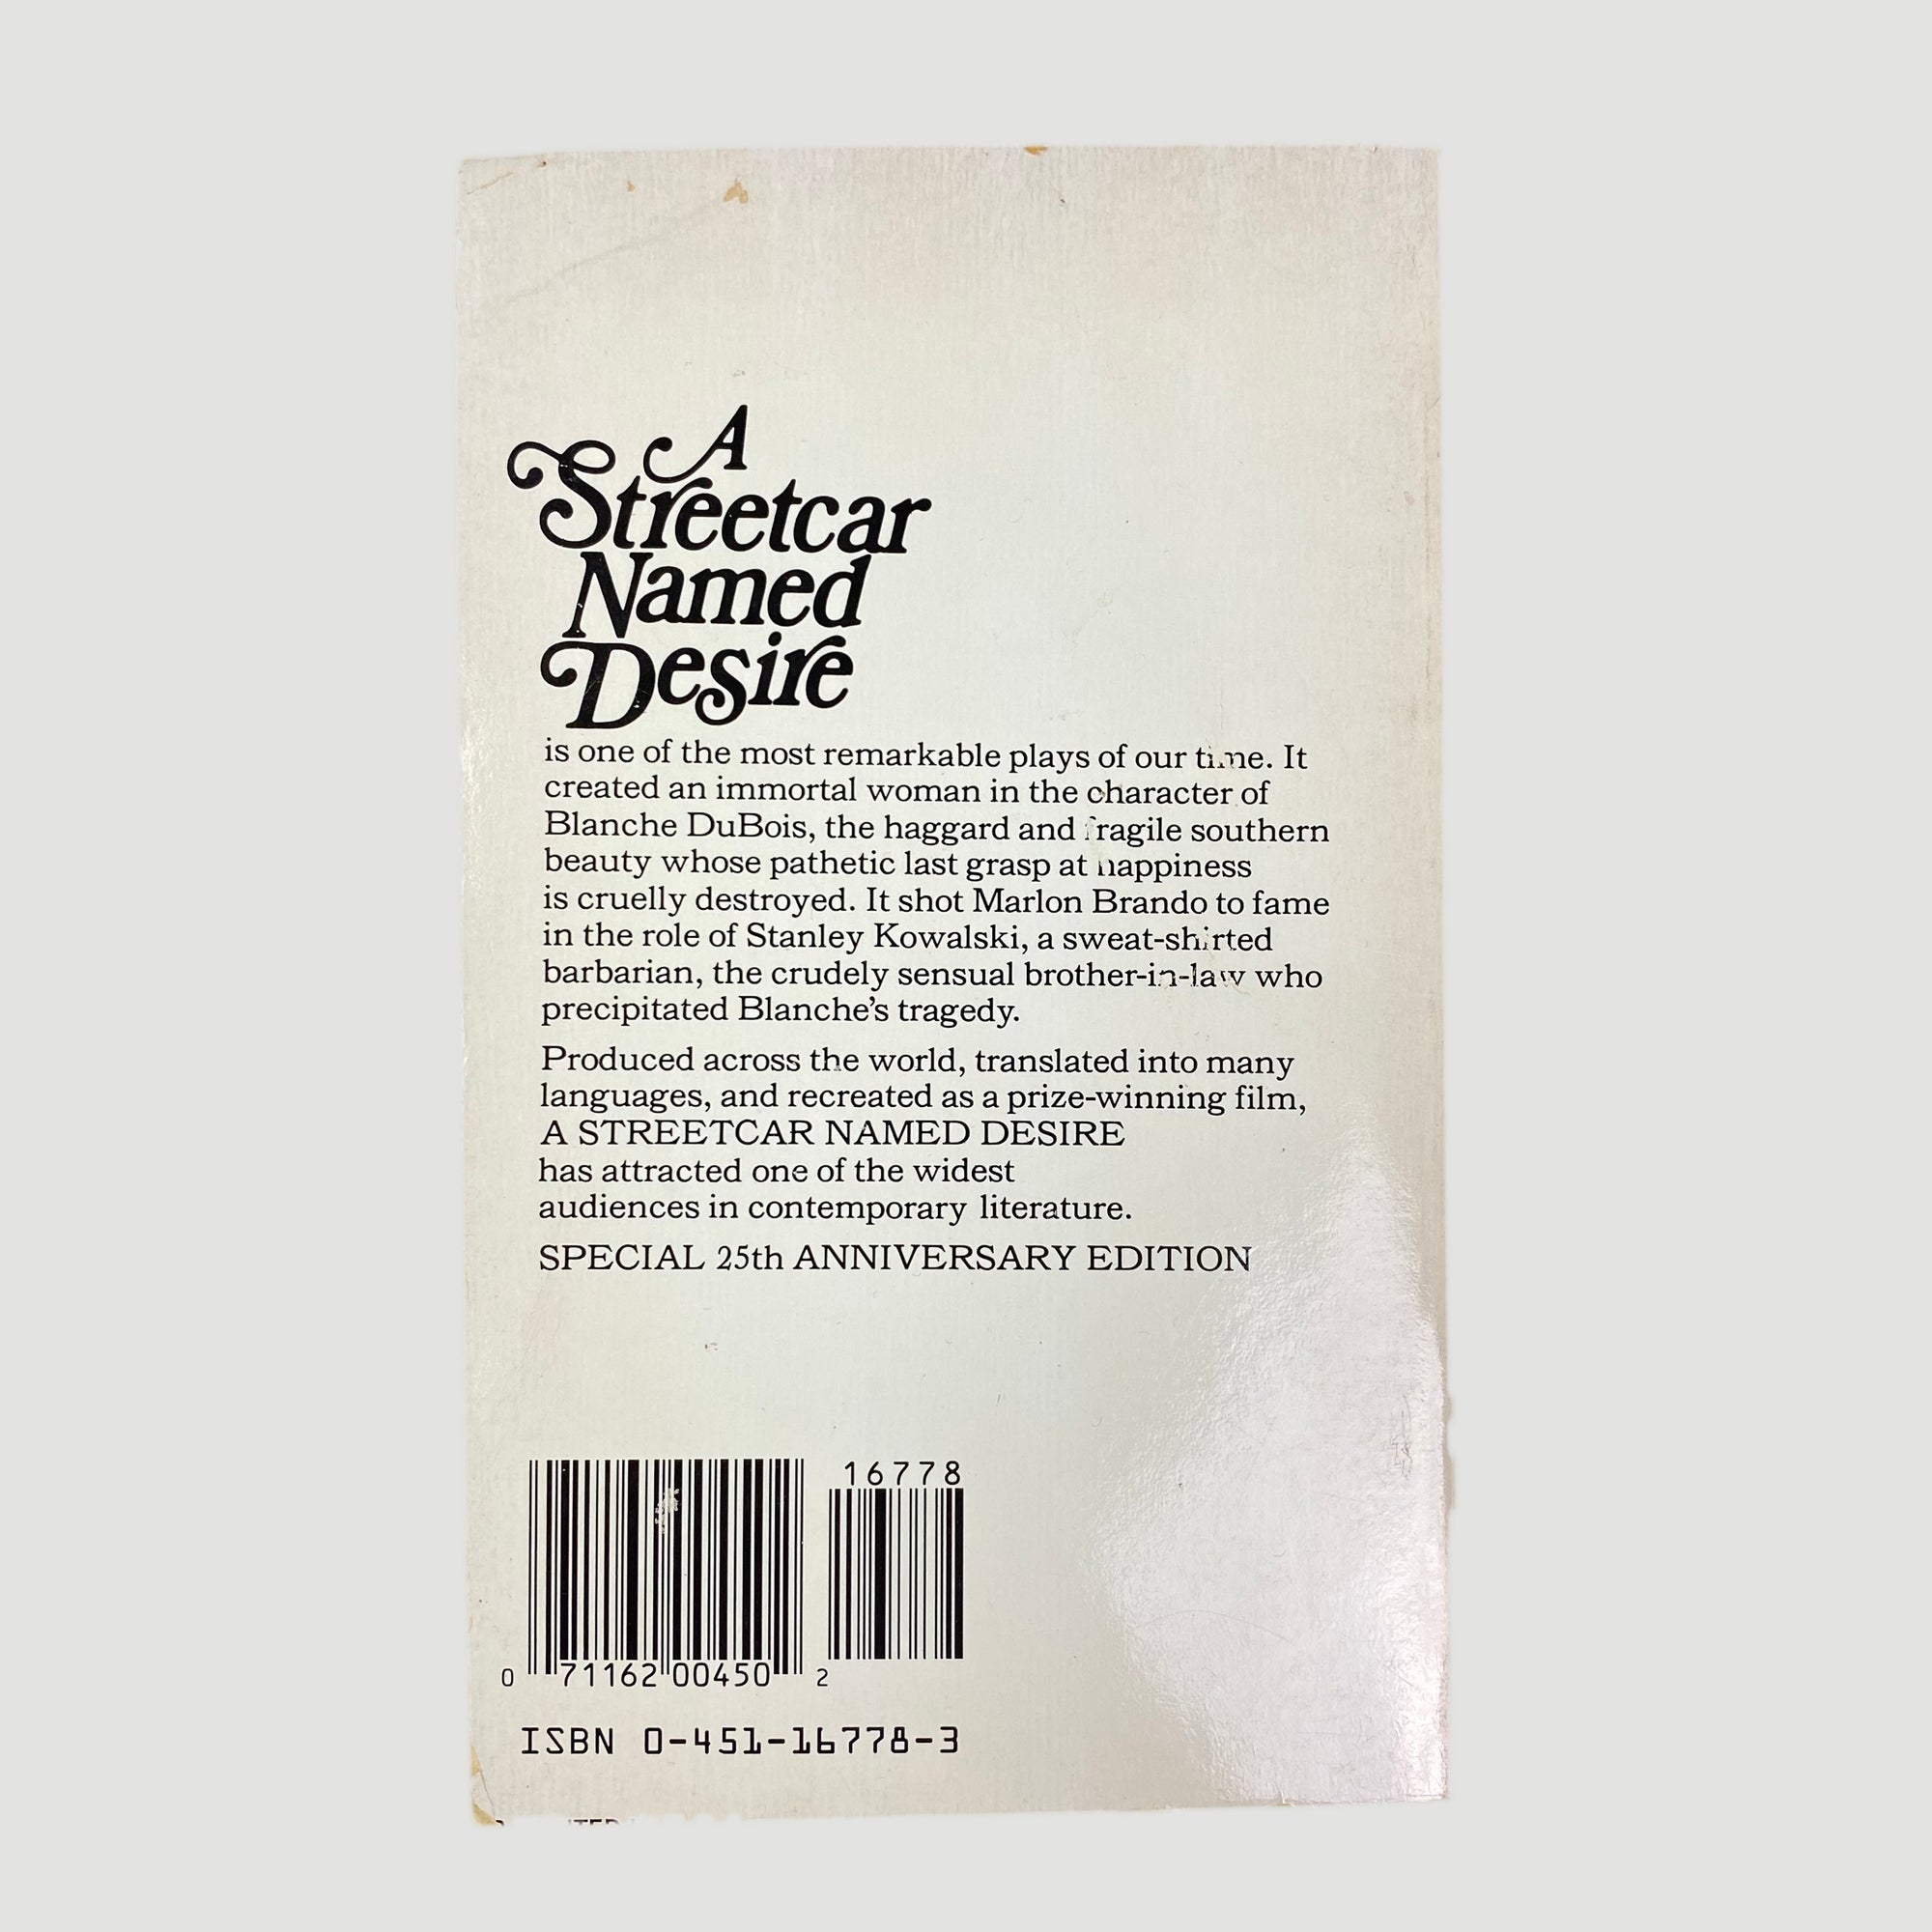 A
Streetcar
Named
Desire
is one of the most remarkable plays of our time. It
created an immortal woman in the character of
Blanche DuBois, the haggard and fragile southern
beauty whose pathetic last grasp at happiness
is cruelly destroyed. It shot Marlon Brando to fame
in the role of Stanley Kowalski, a sweat-shirted
barbarian, the crudely sensual brother-in-law who
precipitated Blanche's tragedy.
Produced across the world, translated into many
languages, and recreated as a prize-winning film,
A STREETCAR NAMED DESIRE
has attracted one of the widest
audiences in contemporary literature.
SPECIAL 25th ANNIVERSARY EDITION
16778
0 71162 00450 2
ISBN 0-451-16778-3